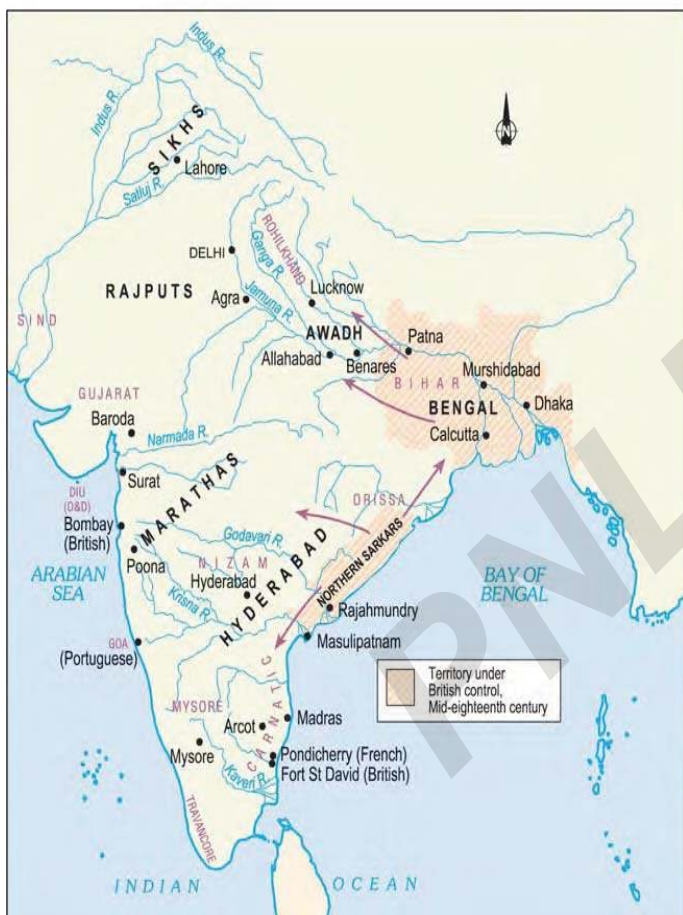 Indus R.
Indus R.
SIKHS
Lahore
Satluj R.
N
DELHI
ROHILKHAND
Ganga R.
RAJPUTS
Jamuna R.
Lucknow
Agra
SIND
AWADH
Patna
Allahabad
Benares
BIHAR
Murshidabad
GUJARAT
BENGAL
Dhaka
Baroda
Calcutta
Narmada R.
Surat
DIU
(D&D)
MARATHAS
ORISSA
Bombay
(British)
Godavari R.
Poona
NIZAM
HYDERABAD
NORTHERN SARKARS
ARABIAN
SEA
Hyderabad
BAY OF
BENGAL
Krisna R.
Rajahmundry
Masulipatnam
GOA
(Portuguese)
CARNATIC
Territory under
British control,
Mid-eighteenth century
MYSORE
Madras
Arcot
Mysore
Pondicherry (French)
Kaveri R.
Fort St David (British)
TRAVANCORE
INDIAN OCEAN
PNL